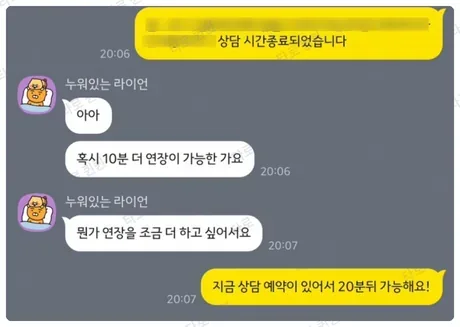 상담 시간종료되었습니다
20:06
누워있는 라이언
아아
혹시 10분 더 연장이 가능한 가요
20:06
누워있는 라이언
뭔가 연장을 조금 더 하고 싶어서요
20:07
지금 상담 예약이 있어서 20분뒤 가능해요!
20:07